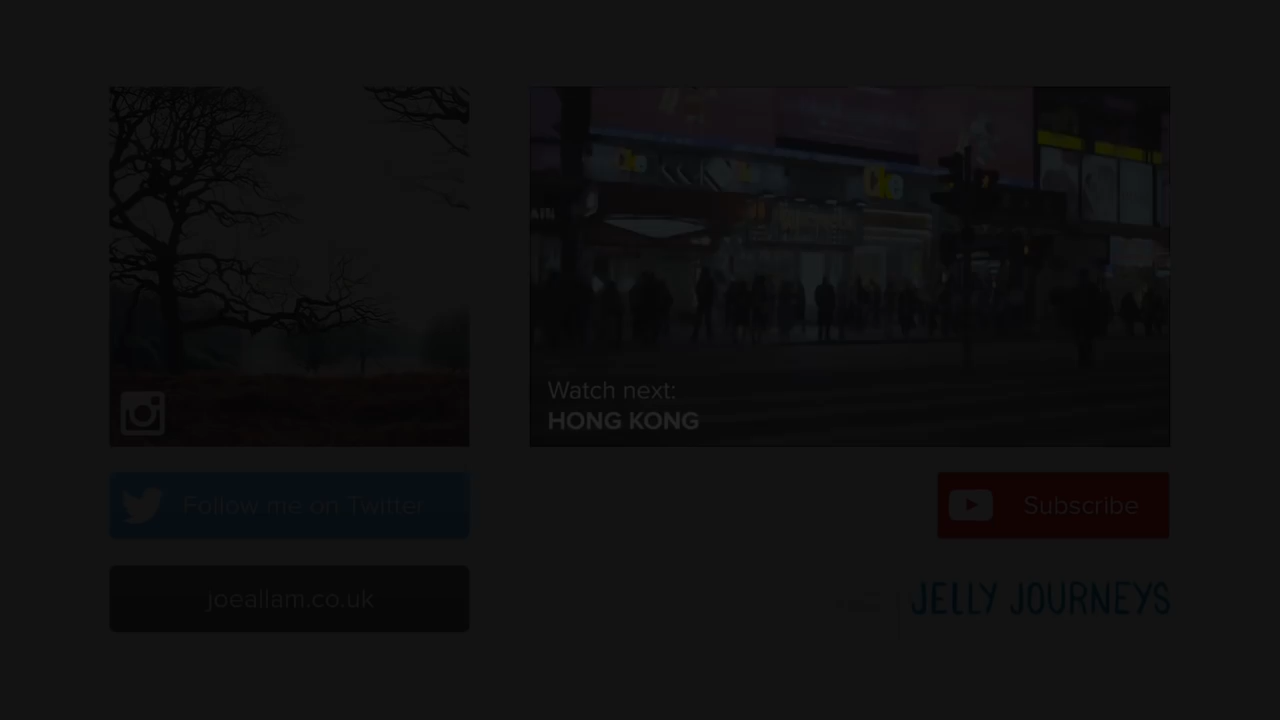 Watch next:
HONG KONG
Follow me on Twitter
Subscribe
joeallam.co.uk
JELLY JOURNEYS